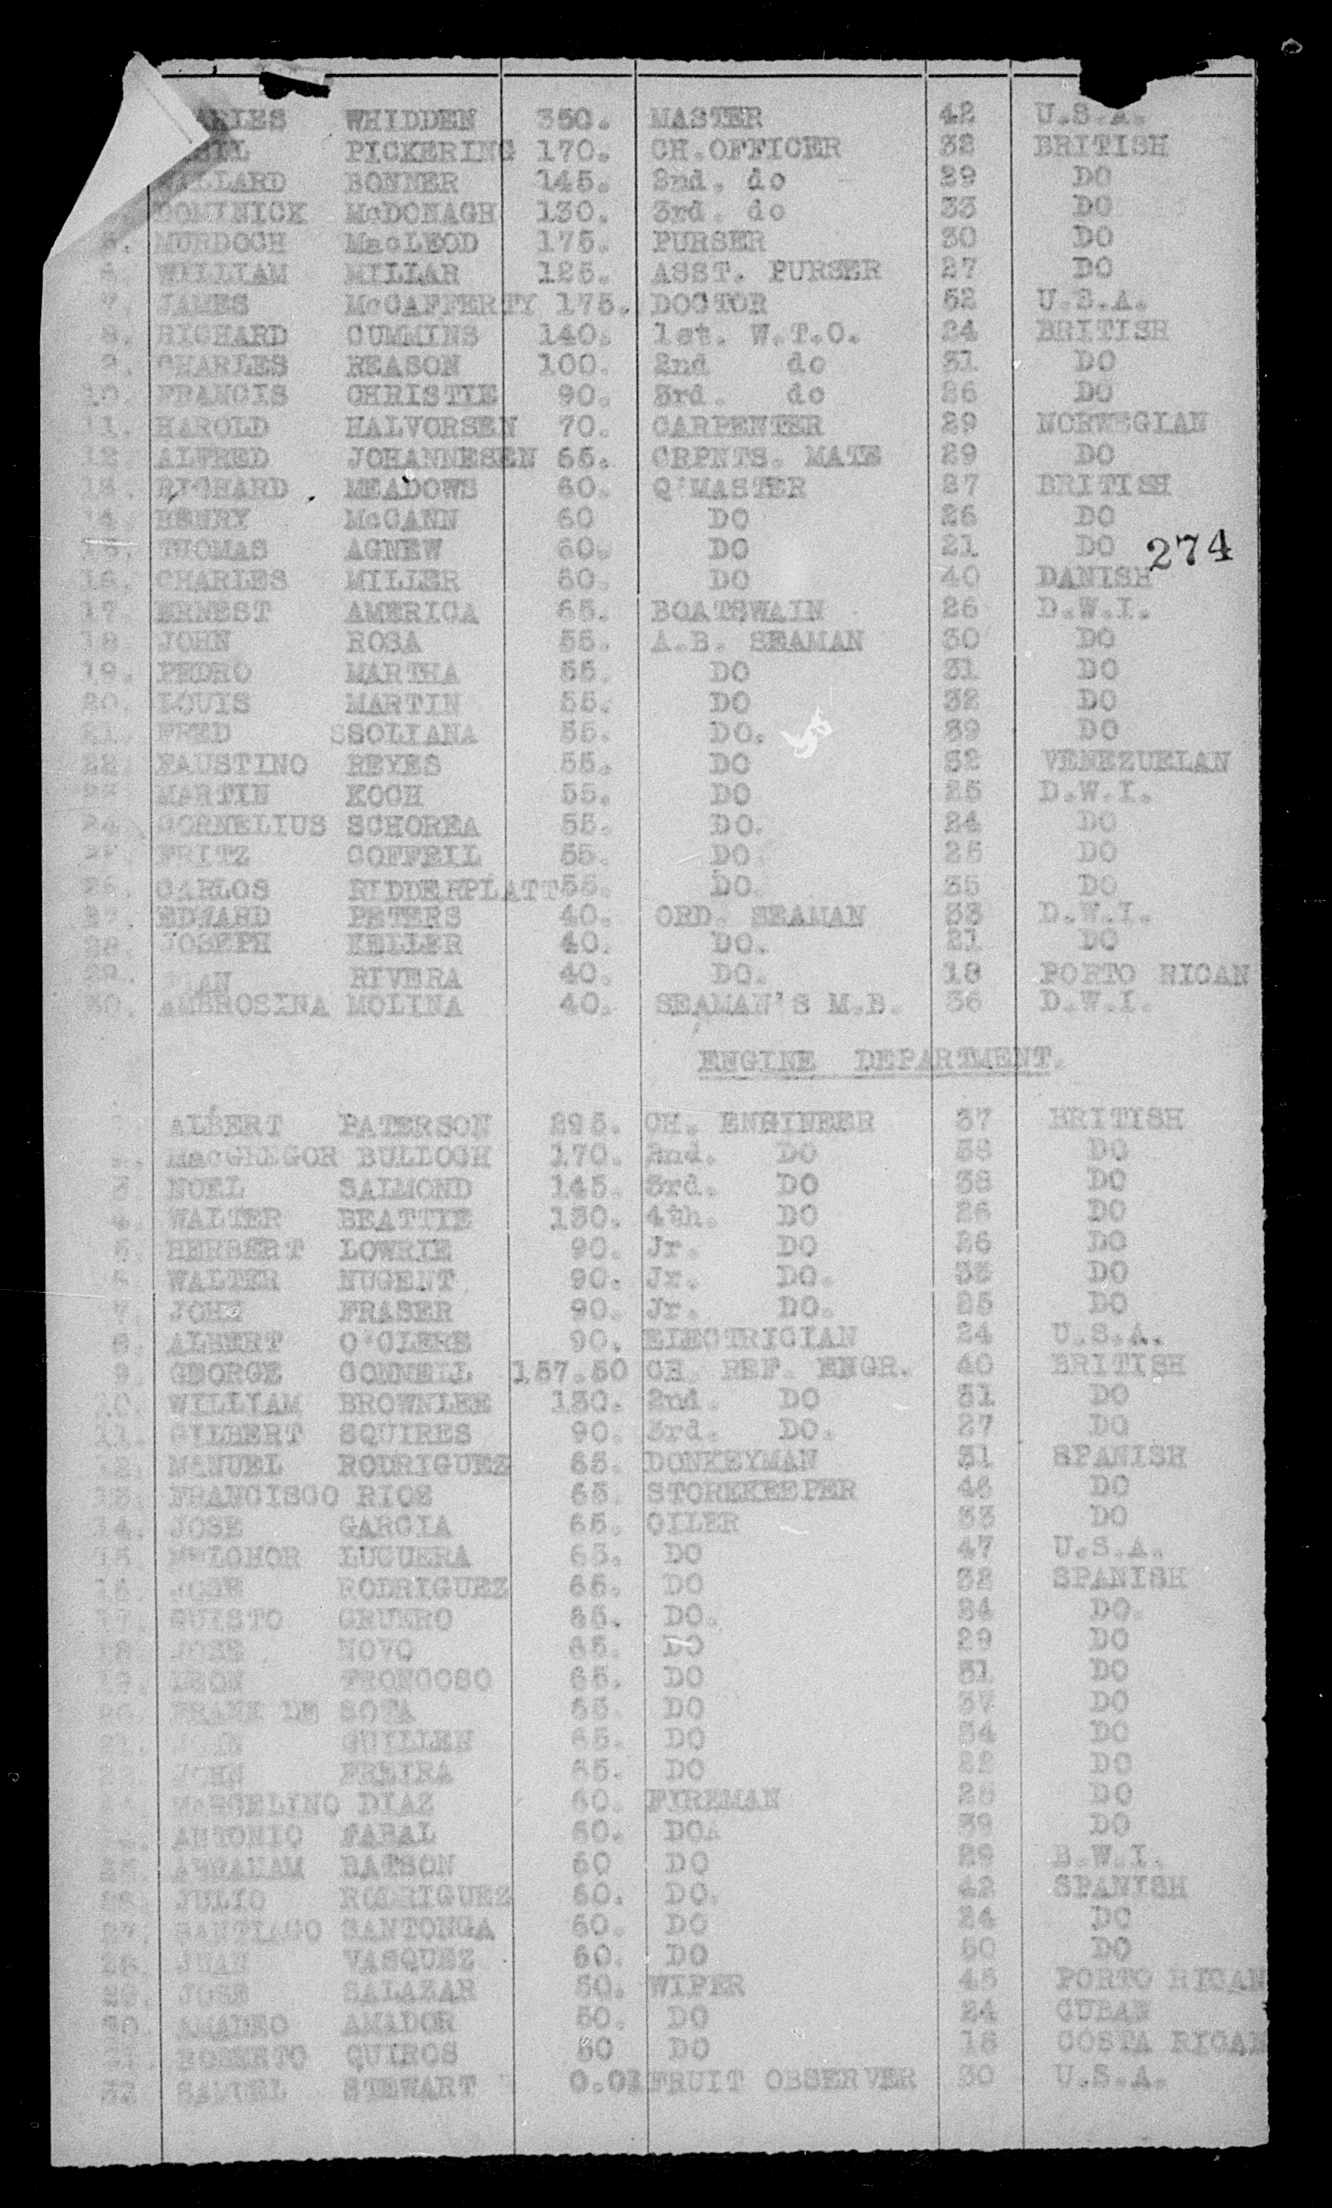 WHIDDEN 350. MASTER 42 U.S.A.
PICKERING 170. CH.OFFICER 32 BRITISH
WILLARD BONNER 145. 2nd. do 29 DO
DOMINICK McDONAGH 130. 3rd. do 33 DO
5. MURDOCH MacLEOD 175. PURSER 30 DO
6. WILLIAM MILLAR 125. ASST. PURSER 27 DO
7. JAMES McCAFFERTY 175. DOCTOR 52 U.S.A.
8. RICHARD CUMMINS 140. 1st. W.T.O. 24 BRITISH
9. CHARLES REASON 100. 2nd do 31 DO
10. FRANCIS CHRISTIE 90. 3rd. do 26 DO
11. HAROLD HALVORSEN 70. CARPENTER 29 NORWEGIAN
12. ALFRED JOHANNESEN 65. CRPNTS. MATE 29 DO
13. RICHARD MEADOWS 60. Q'MASTER 27 BRITISH
14. HENRY McCANN 60 DO 26 DO
15. THOMAS AGNEW 60. DO 21 DO 274
16. CHARLES MILLER 60. DO 40 DANISH
17. ERNEST AMERICA 65. BOATSWAIN 26 D.W.I.
18. JOHN ROSA 55. A.B. SEAMAN 30 DO
19. PEDRO MARTHA 55. DO 31 DO
20. LOUIS MARTIN 55. DO 32 DO
21. FRED SSOLIANA 55. DO. 39 DO
22. FAUSTINO REYES 55. DO 32 VENEZUELAN
23 MARTIN KOCH 55. DO 25 D.W.I.
24. CORNELIUS SCHOREA 55. DO. 24 DO
25. FRITZ COFFEIL 55. DO. 25 DO
26. CARLOS RIDDERPLATT 55. DO. 35 DO
27. EDWARD PETERS 40. ORD. SEAMAN 33 D.W.I.
28. JOSEPH KELLER 40. DO. 21 DO
29. JUAN RIVERA 40. DO. 18 PORTO RICAN
30. AMBROSINA MOLINA 40. SEAMAN'S M.B. 36 D.W.I.
ENGINE DEPARTMENT.
ALBERT PATERSON 295. CH. ENGINEER 37 BRITISH
2. MacGREGOR BULLOCH 170. 2nd. DO 38 DO
3. NOEL SALMOND 145. 3rd. DO 38 DO
4. WALTER BEATTIE 130. 4th. DO 26 DO
5. HERBERT LOWRIE 90. Jr. DO 26 DO
6. WALTER NUGENT 90. Jr. DO. 35 DO
7. JOHN FRASER 90. Jr. DO. 25 DO
8. ALBERT O'CLERE 90. ELECTRICIAN 24 U.S.A.
9. GEORGE CONNELL 157.50 CH. REF. ENGR. 40 BRITISH
10. WILLIAM BROWNLEE 130. 2nd. DO 31 DO
11. GILBERT SQUIRES 90. 3rd. DO. 27 DO
12. MANUEL RODRIGUEZ 65. DONKEYMAN 31 SPANISH
13. FRANCISCO RIOS 65. STOREKEEPER 46 DO
14. JOSE GARCIA 65. OILER 33 DO
15. MELCHOR LUGUERA 65. DO 47 U.S.A.
16. JOSE RODRIGUEZ 65. DO 32 SPANISH
17. GUISTO GRUERO 65. DO. 24 DO.
18. JOSE NOVO 65. DO 29 DO
19. LEON TRONCOSO 65. DO 31 DO
20. FRANK DE SOTA 65. DO 37 DO
21. GUILLEN 65. DO 34 DO
22. JOHN FREIRA 65. DO 22 DO
MARCELINO DIAZ 60. FIREMAN 28 DO
24. ANTONIO FABAL 60. DO. 39 DO
25. ABRAHAM BATSON 60 DO 29 B.W.I.
26. JULIO RODRIGUEZ 60. DO. 42 SPANISH
27. SANTIAGO SANTONGA 60. DO 24 DO
28. JUAN VASQUEZ 60. DO 50 DO
29. JOSE SALAZAR 50. WIPER 45 PORTO RICAN
30. AMADEO AMADOR 50. DO 24 CUBAN
31. ROBERTO QUIROS 50 DO 18 COSTA RICAN
32 SAMUEL STEWART 0.01 FRUIT OBSERVER 30 U.S.A.